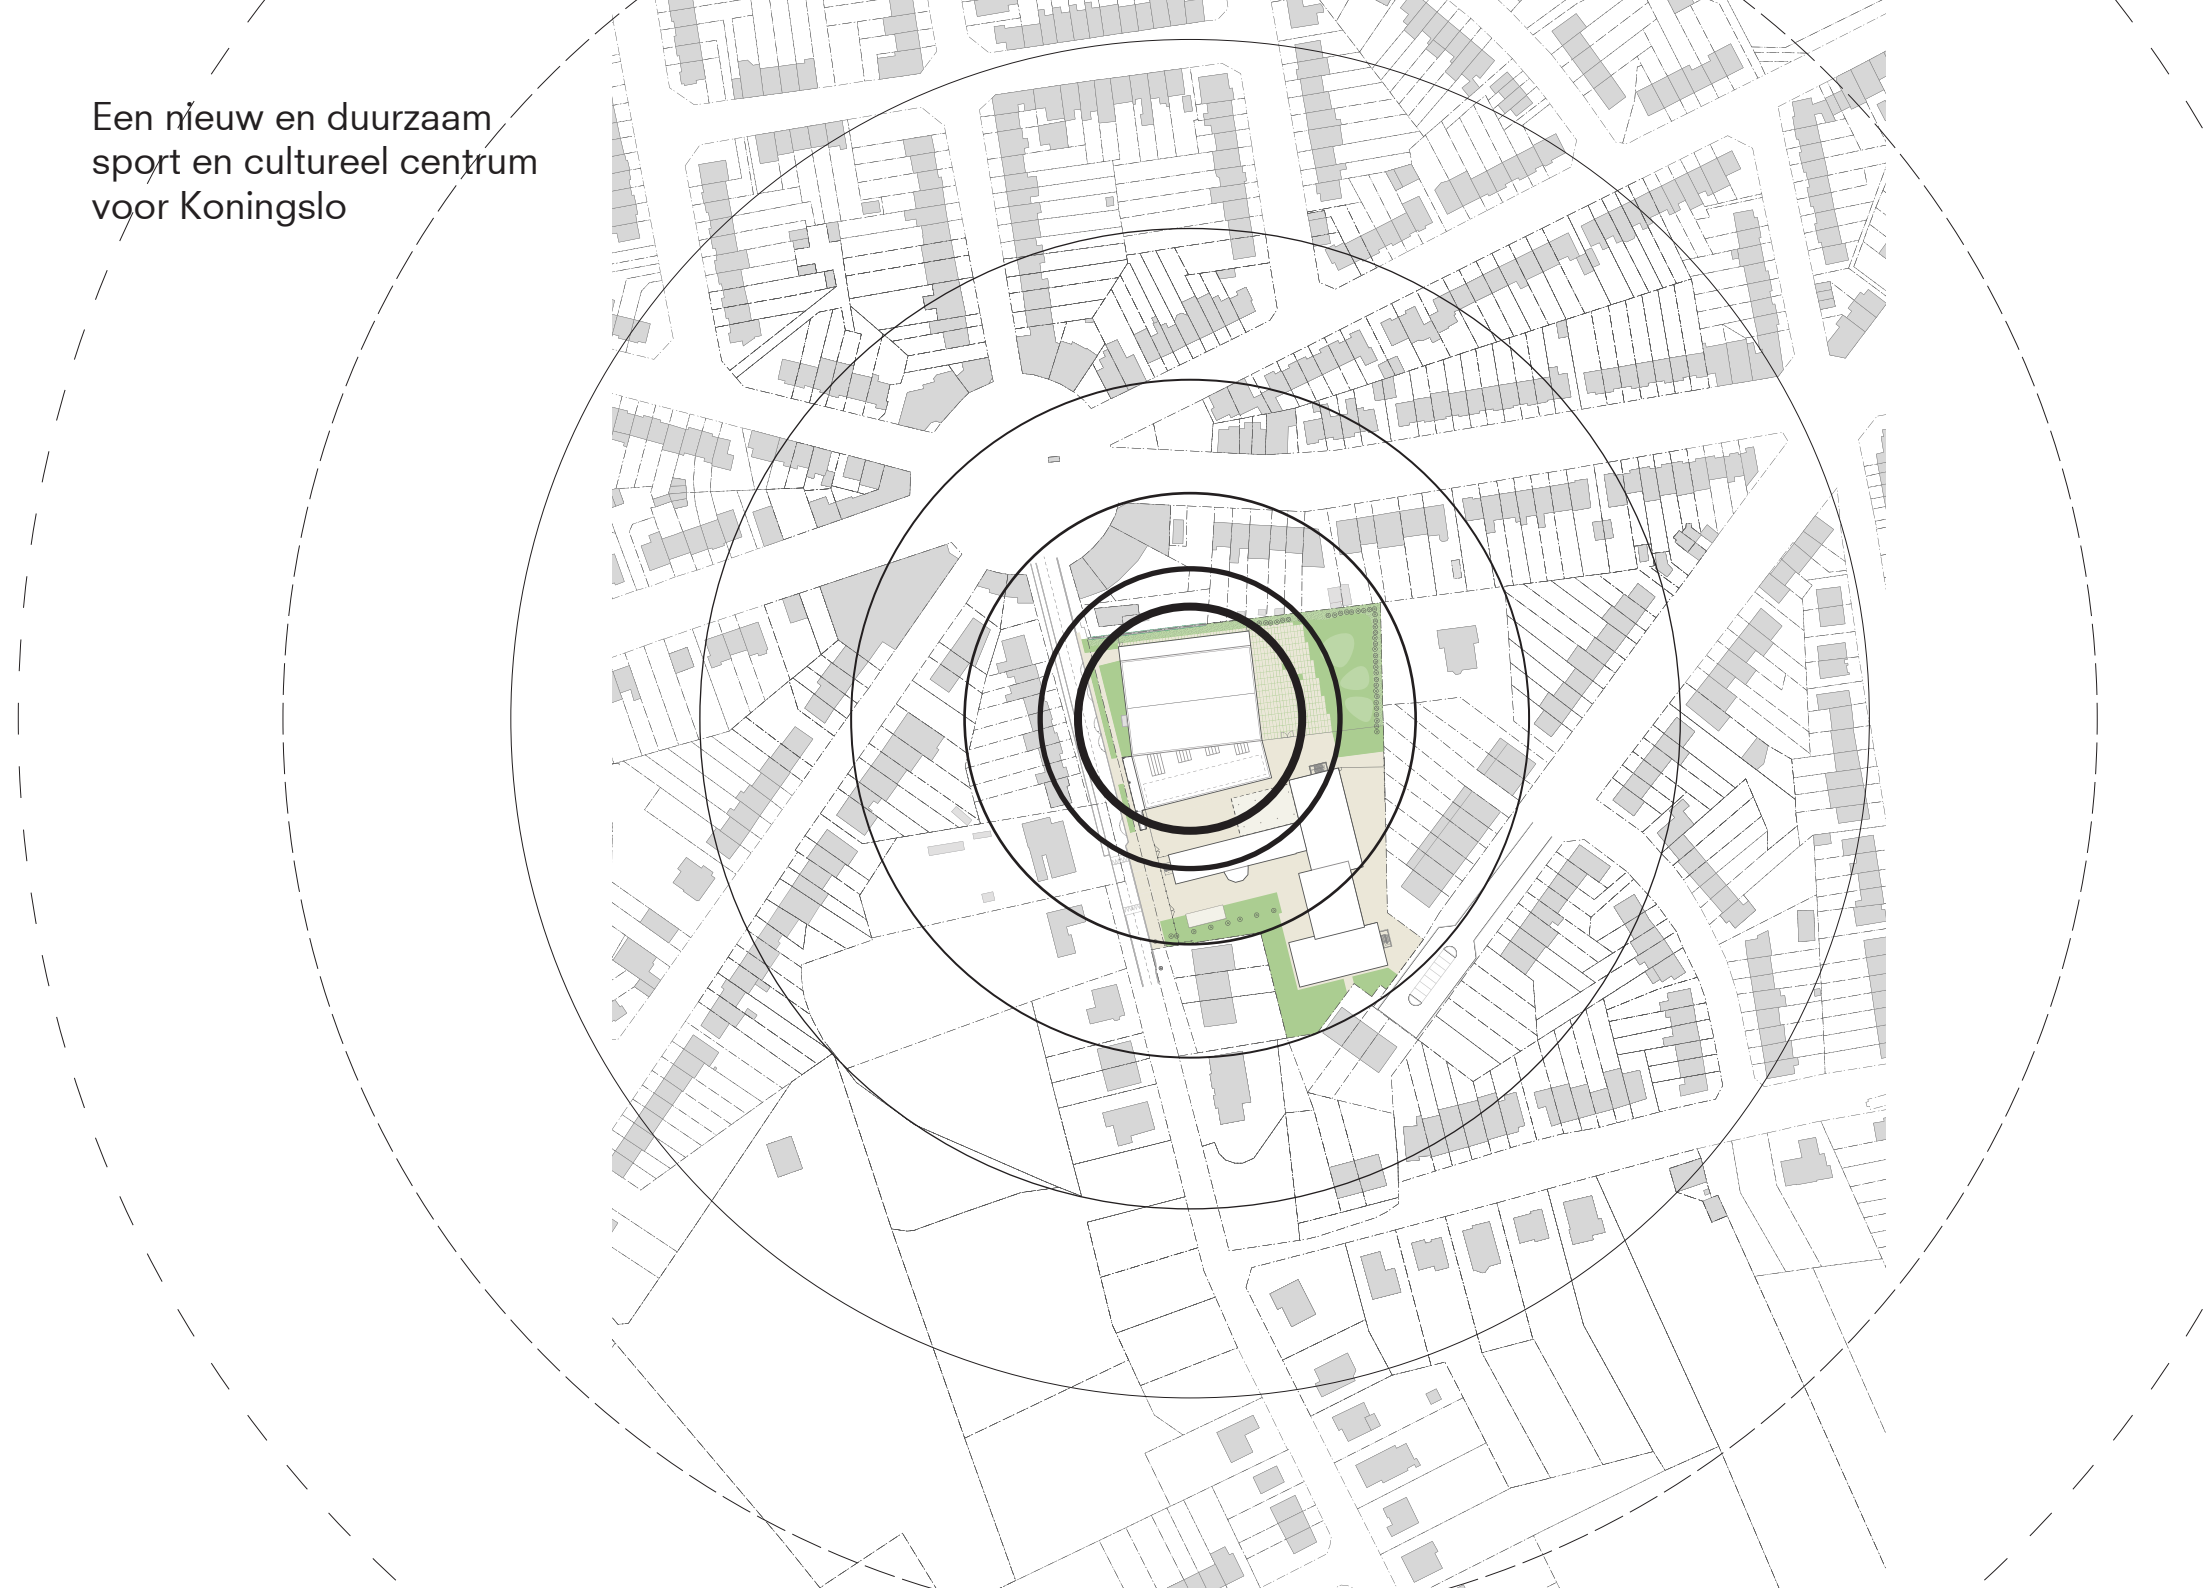 Een nieuw en duurzaam
sport en cultureel centrum
voor Koningslo